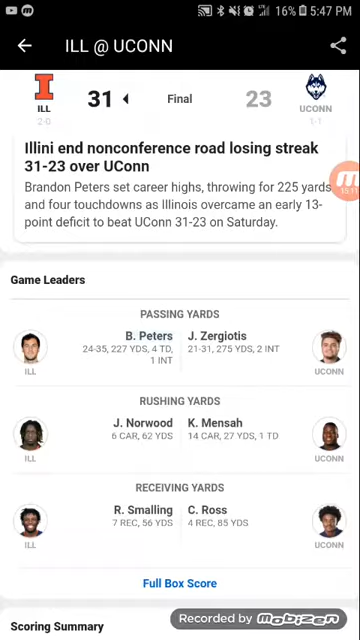 16% 5:47 PM
ILL @ UCONN
31 Final 23
ILL UCONN
2-0 1-1
Illini end nonconference road losing streak
31-23 over UConn
Brandon Peters set career highs, throwing for 225 yards
and four touchdowns as Illinois overcame an early 13-
point deficit to beat UConn 31-23 on Saturday.
55:11
Game Leaders
PASSING YARDS
B. Peters J. Zergiotis
24-35, 227 YDS, 4 TD, 21-31, 275 YDS, 2 INT
1 INT
ILL UCONN
RUSHING YARDS
J. Norwood K. Mensah
6 CAR, 62 YDS 14 CAR, 27 YDS, 1 TD
ILL UCONN
RECEIVING YARDS
R. Smalling C. Ross
7 REC, 56 YDS 4 REC, 85 YDS
ILL UCONN
Full Box Score
Scoring Summary
Recorded by Mobizen